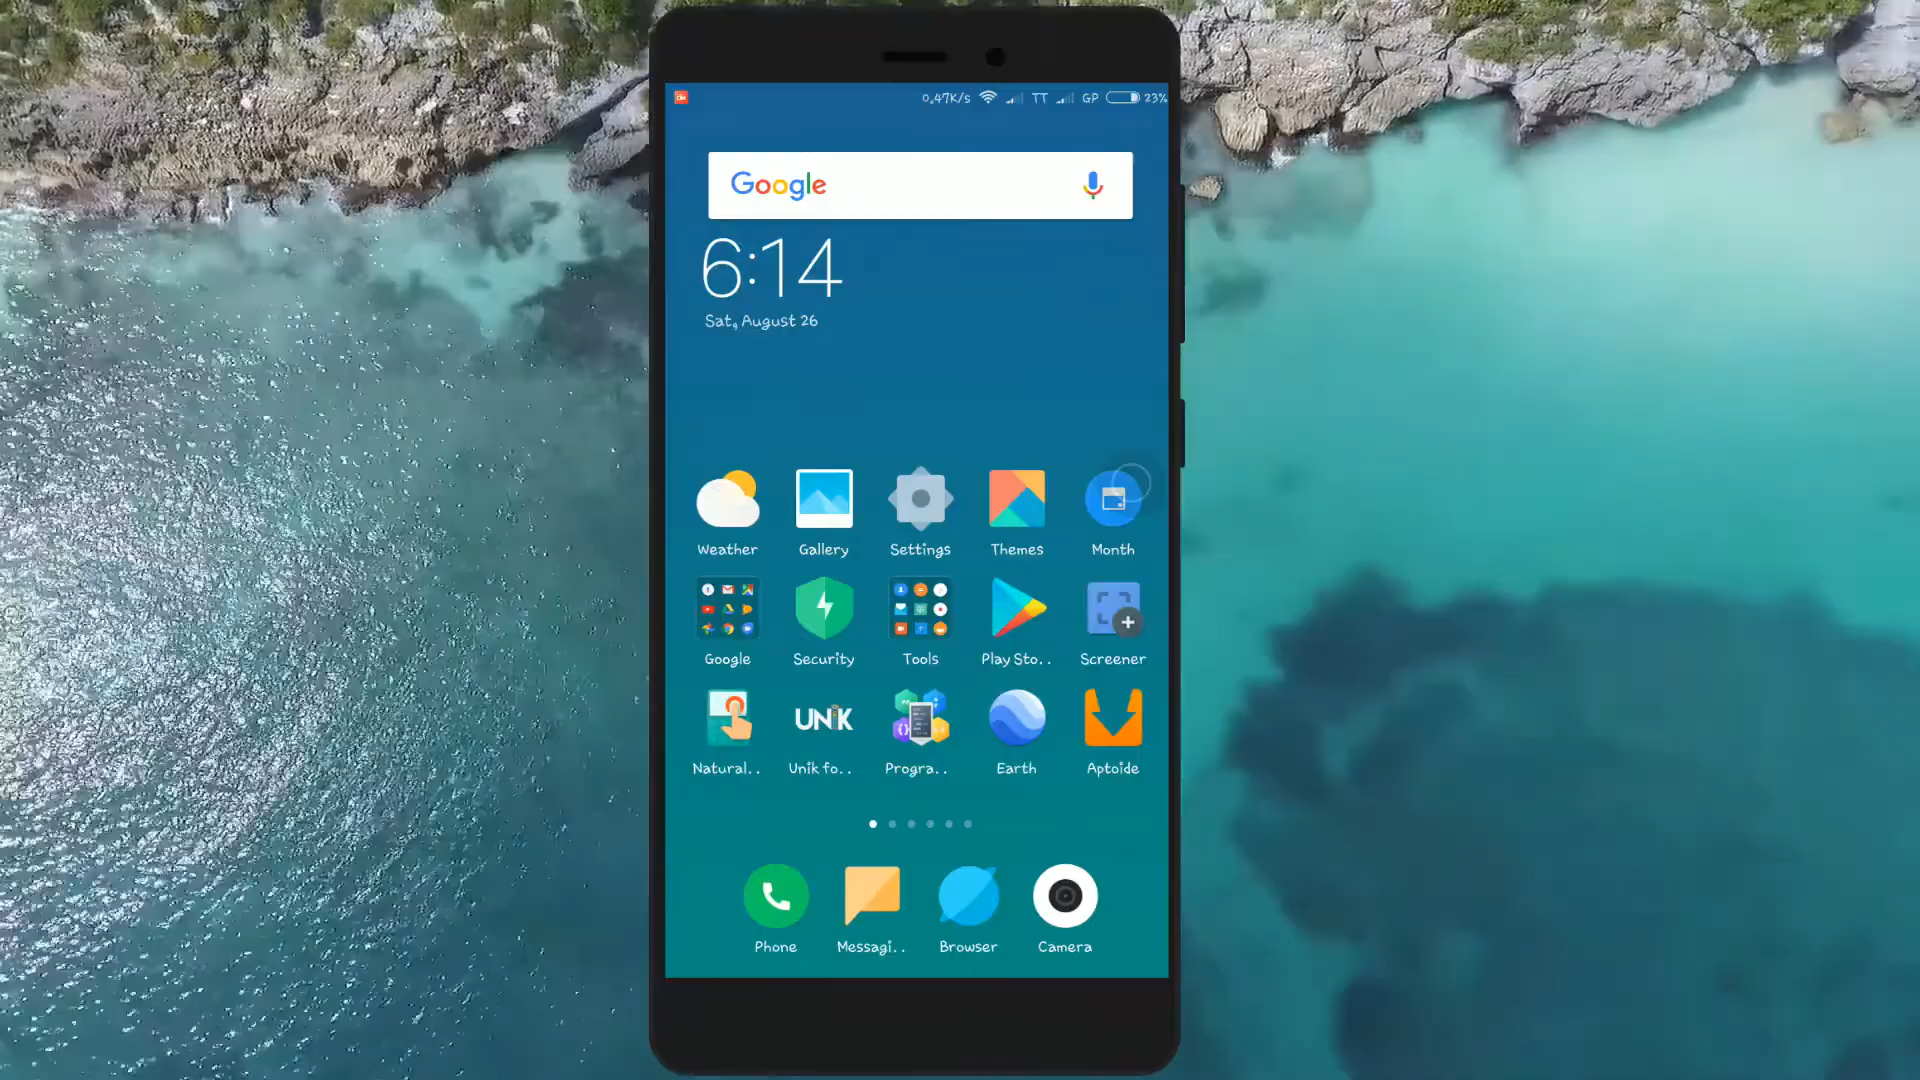 0.47K/s TT GP 23%
Google
6:14
Sat, August 26
Weather Gallery Settings Themes Month
Google Security Tools Play Sto.. Screener
UNIK
Natural.. Unik fo.. Progra.. Earth Aptoide
Phone Messagi.. Browser Camera